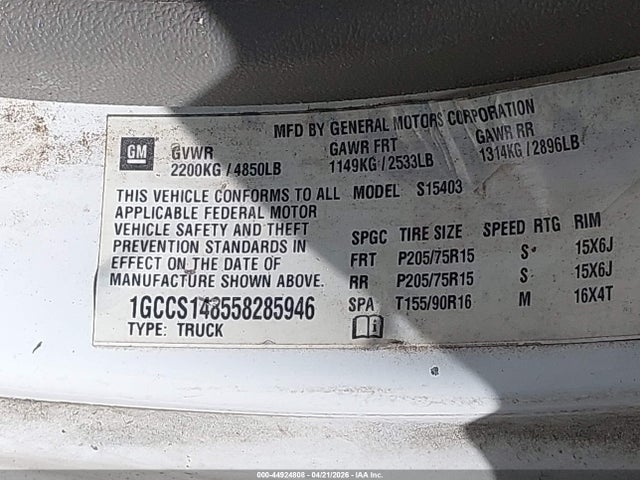 MFD BY GENERAL MOTORS CORPORATION
GM GVWR GAWR FRT GAWR RR
2200KG / 4850LB 1149KG / 2533LB 1314KG / 2896LB
THIS VEHICLE CONFORMS TO ALL MODEL S15403
APPLICABLE FEDERAL MOTOR
VEHICLE SAFETY AND THEFT
PREVENTION STANDARDS IN
EFFECT ON THE DATE OF
MANUFACTURE SHOWN ABOVE.
1GCCS148558285946
TYPE: TRUCK
SPGC TIRE SIZE SPEED RTG RIM
FRT P205/75R15 S 15X6J
RR P205/75R15 S 15X6J
SPA T155/90R16 M 16X4T
000-44924808 - 04/21/2026 - IAA Inc.